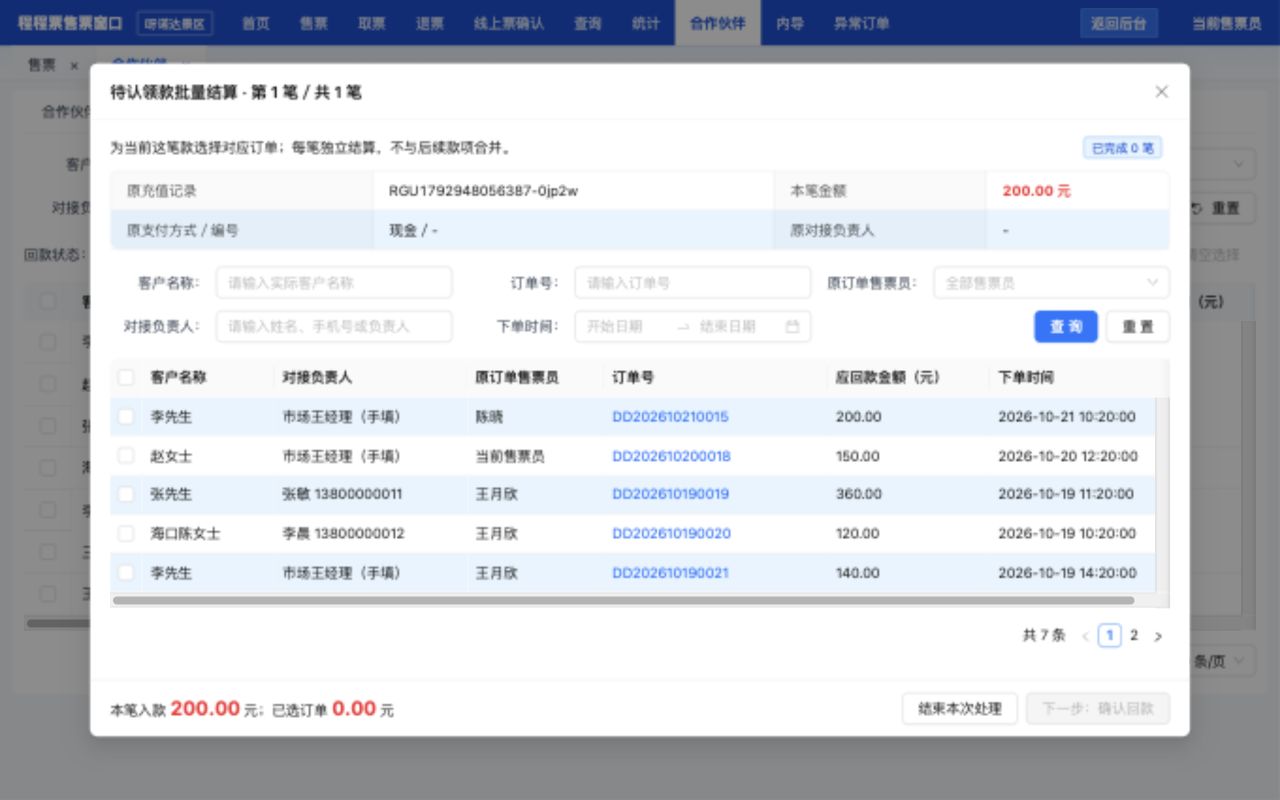 程程票售票窗口 呀诺达景区 首页 售票 取票 退票 线上票确认 查询 统计 合作伙伴 内导 异常订单 返回后台 当前售票员
售票 ×
合作伙伴
待认领款批量结算 - 第 1 笔 / 共 1 笔
为当前这笔款选择对应订单；每笔独立结算，不与后续款项合并。 已完成 0 笔
原充值记录 RGU1792948056387-0jp2w 本笔金额 200.00 元
原支付方式 / 编号 现金 / - 原对接负责人 -
客户名称： 请输入实际客户名称 订单号： 请输入订单号 原订单售票员： 全部售票员
对接负责人： 请输入姓名、手机号或负责人 下单时间： 开始日期 → 结束日期 查 询 重 置
客户名称 对接负责人 原订单售票员 订单号 应回款金额（元） 下单时间
李先生 市场王经理（手填） 陈晓 DD202610210015 200.00 2026-10-21 10:20:00
赵女士 市场王经理（手填） 当前售票员 DD202610200018 150.00 2026-10-20 12:20:00
张先生 张敏 13800000011 王月欣 DD202610190019 360.00 2026-10-19 11:20:00
海口陈女士 李晨 13800000012 王月欣 DD202610190020 120.00 2026-10-19 10:20:00
李先生 市场王经理（手填） 王月欣 DD202610190021 140.00 2026-10-19 14:20:00
共 7 条 < 1 2 >
本笔入款 200.00 元；已选订单 0.00 元 结束本次处理 下一步：确认回款
回款状态：
重置
清空选择
（元）
条/页